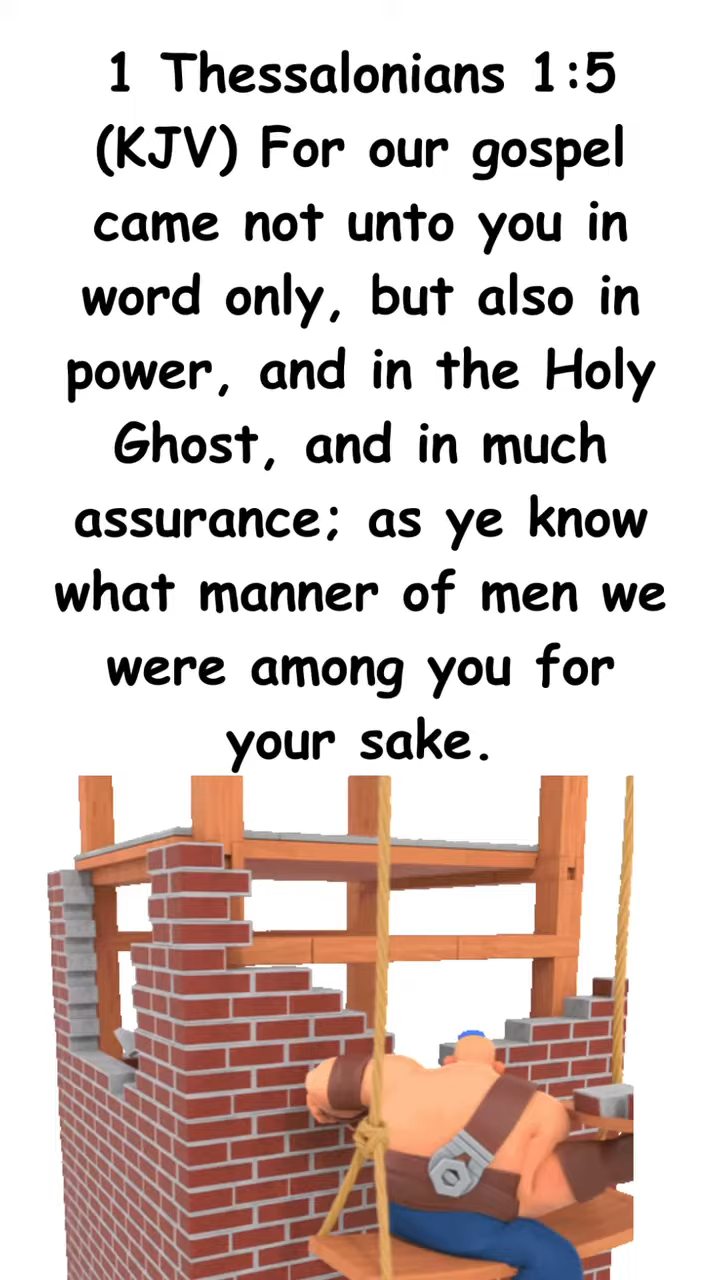 1 Thessalonians 1:5
(KJV) For our gospel
came not unto you in
word only, but also in
power, and in the Holy
Ghost, and in much
assurance; as ye know
what manner of men we
were among you for
your sake.